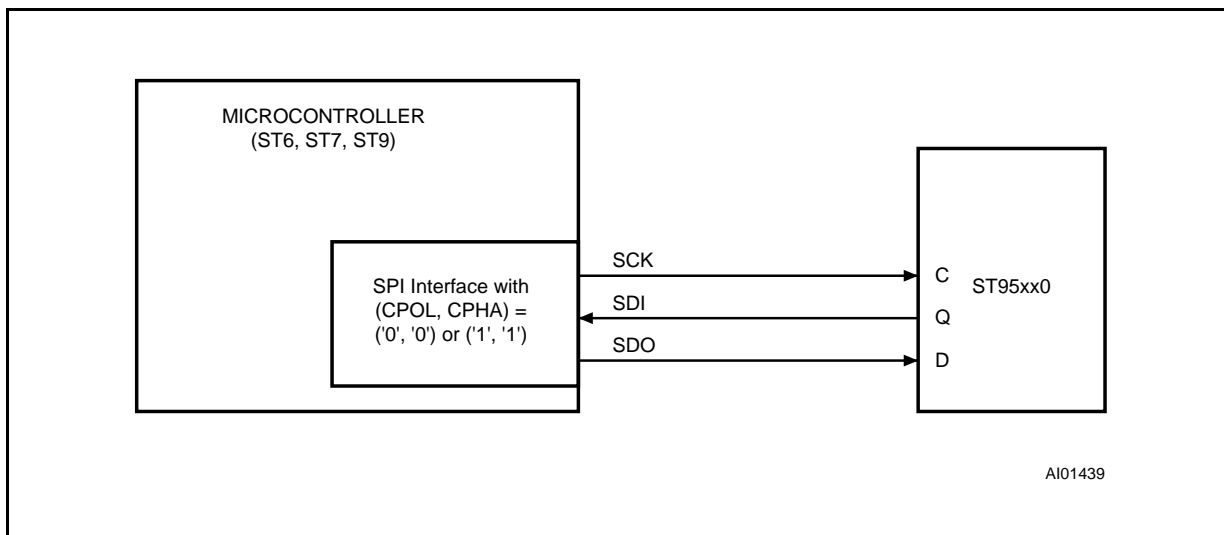 MICROCONTROLLER
(ST6, ST7, ST9)
SPI Interface with
(CPOL, CPHA) =
('0', '0') or ('1', '1')
SCK
SDI
SDO
C
Q
D
ST95xx0
AI01439